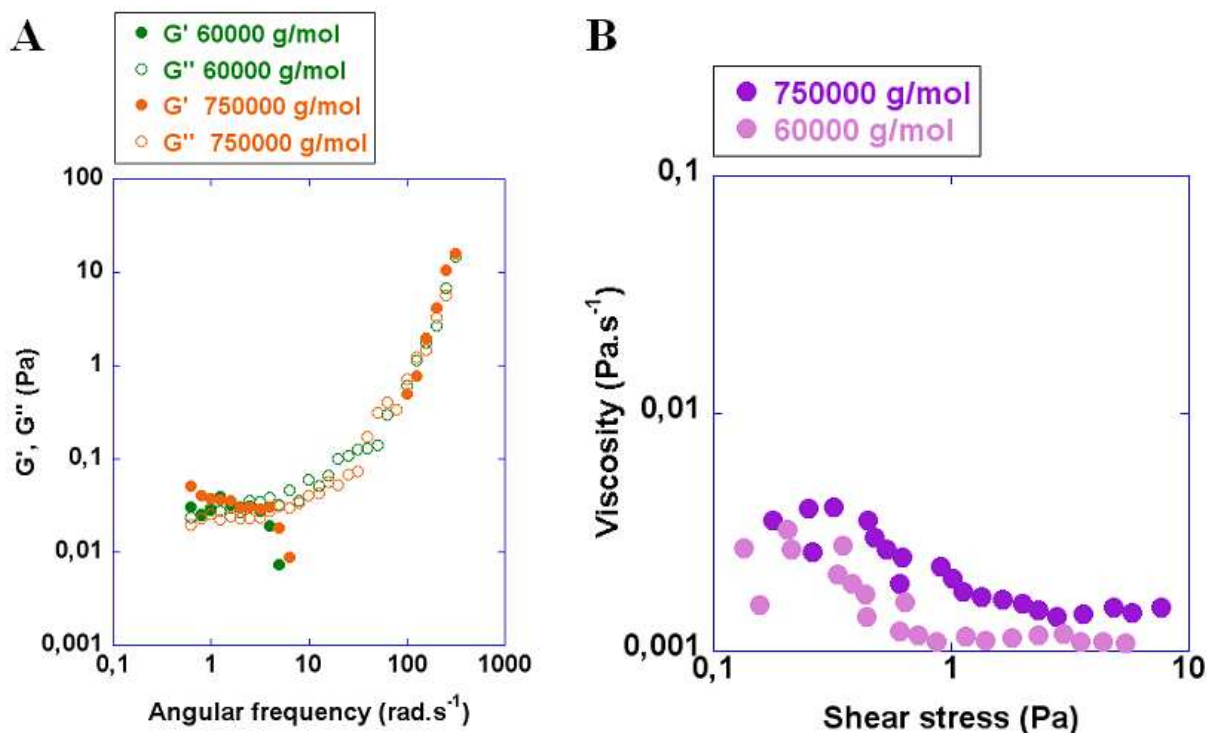 A
G' 60000 g/mol
G'' 60000 g/mol
G' 750000 g/mol
G'' 750000 g/mol
100
10
1
0,1
0,01
0,001
0,1
1
10
100
1000
G', G'' (Pa)
Angular frequency (rad.s-1)
B
750000 g/mol
60000 g/mol
0,1
0,01
0,001
0,1
1
10
Viscosity (Pa.s-1)
Shear stress (Pa)